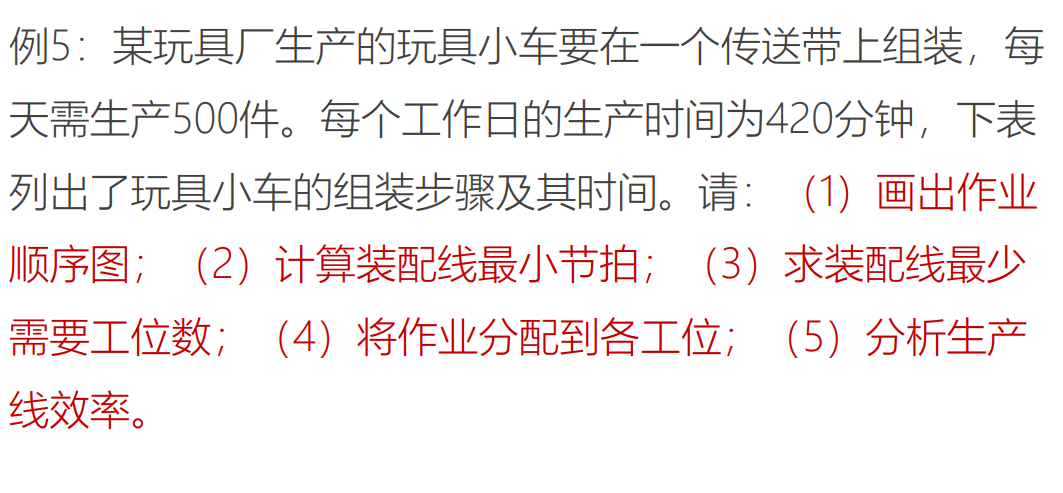 例5：某玩具厂生产的玩具小车要在一个传送带上组装，每
天需生产500件。每个工作日的生产时间为420分钟，下表
列出了玩具小车的组装步骤及其时间。请：（1）画出作业
顺序图；（2）计算装配线最小节拍；（3）求装配线最少
需要工位数；（4）将作业分配到各工位；（5）分析生产
线效率。